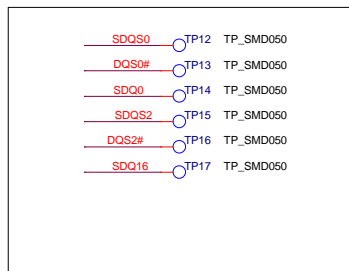 SDQS0 TP12 TP_SMD050
DQS0# TP13 TP_SMD050
SDQ0 TP14 TP_SMD050
SDQS2 TP15 TP_SMD050
DQS2# TP16 TP_SMD050
SDQ16 TP17 TP_SMD050